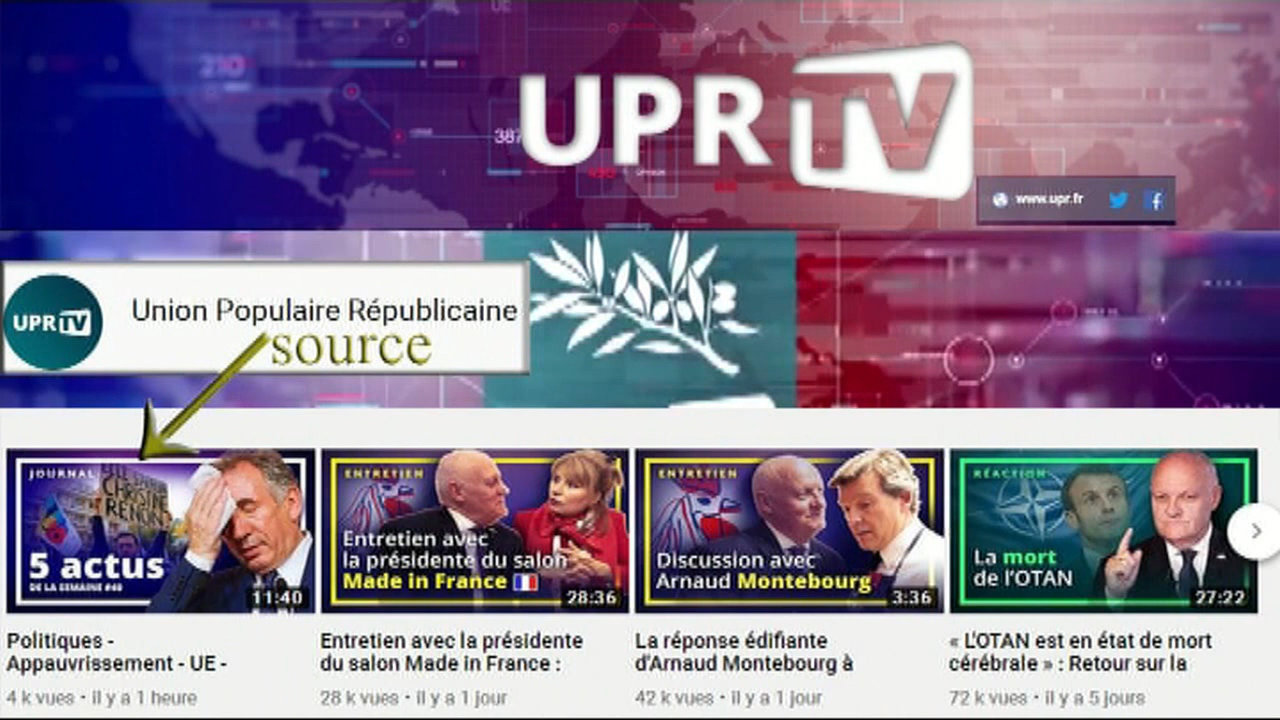 UPR TV
387
www.upr.fr
UPR TV
Union Populaire Républicaine
source
JOURNAL
CHRISTINE
RENON
5 actus
DE LA SEMAINE #46
11:40
ENTRETIEN
Entretien avec
la présidente du salon
Made in France
28:36
ENTRETIEN
Discussion avec
Arnaud Montebourg
3:36
RÉACTION
La mort
de l'OTAN
27:22
Politiques -
Appauvrissement - UE -
4 k vues • il y a 1 heure
Entretien avec la présidente
du salon Made in France :
28 k vues • il y a 1 jour
La réponse édifiante
d'Arnaud Montebourg à
42 k vues • il y a 1 jour
« L'OTAN est en état de mort
cérébrale » : Retour sur la
72 k vues • il y a 5 jours